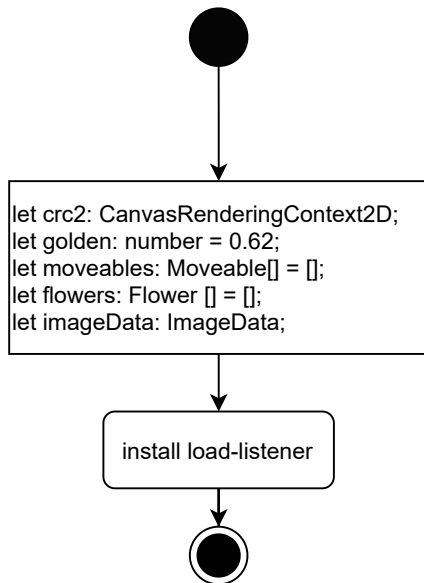 let crc2: CanvasRenderingContext2D;
let golden: number = 0.62;
let moveables: Moveable[] = [];
let flowers: Flower [] = [];
let imageData: ImageData;
install load-listener